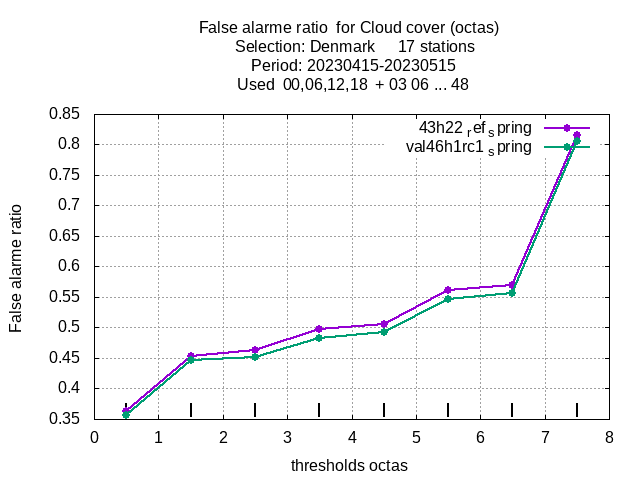 False alarme ratio  for Cloud cover (octas)
Selection: Denmark     17 stations
Period: 20230415-20230515
Used  00,06,12,18  + 03 06 ... 48
43h22 ref spring
val46h1rc1 spring
0.85
0.8
0.75
0.7
0.65
0.6
0.55
0.5
0.45
0.4
0.35
False alarme ratio
0 1 2 3 4 5 6 7 8
thresholds octas